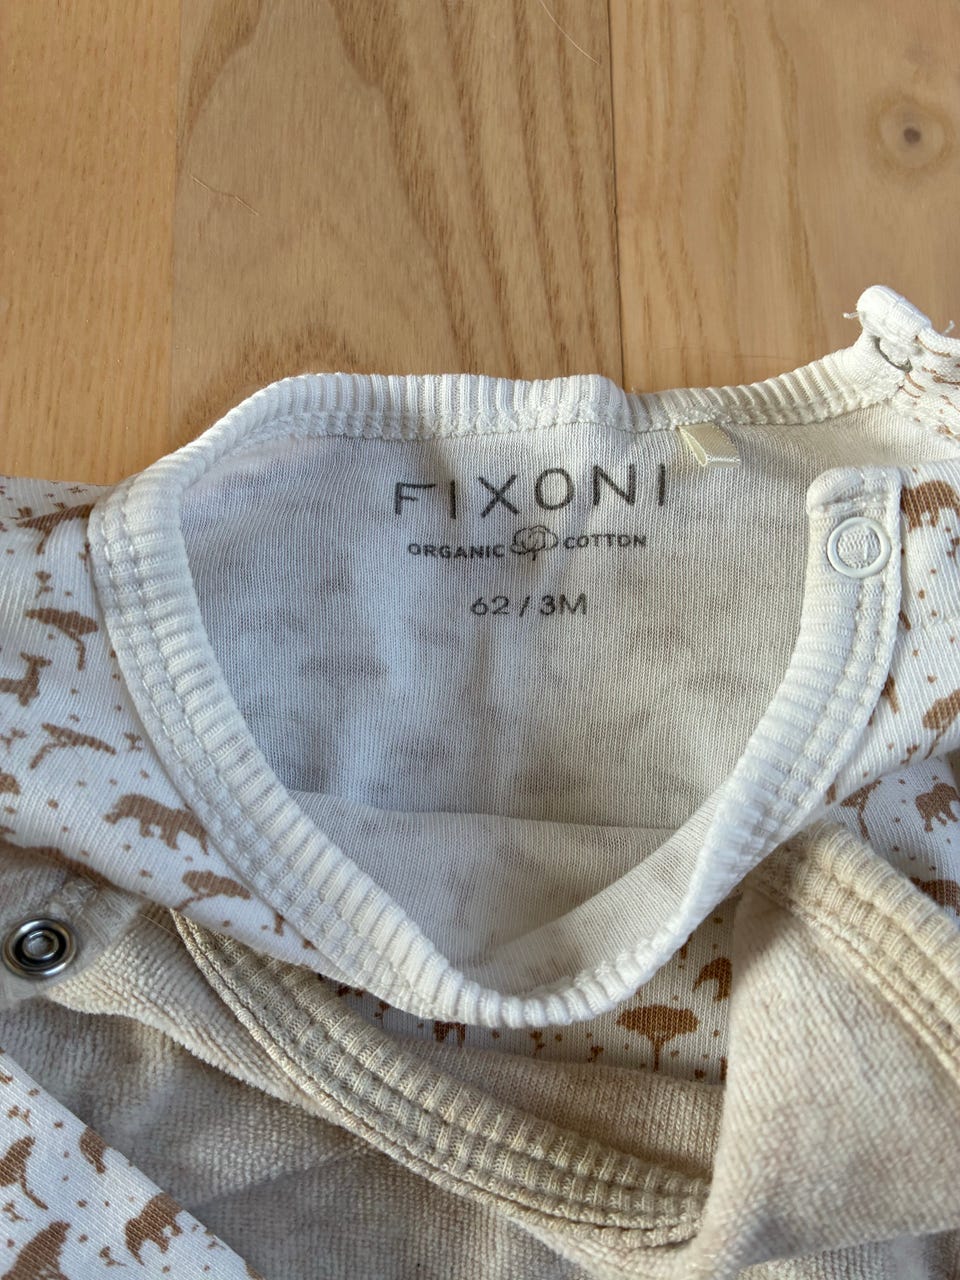 FIXONI
ORGANIC COTTON
62 / 3M